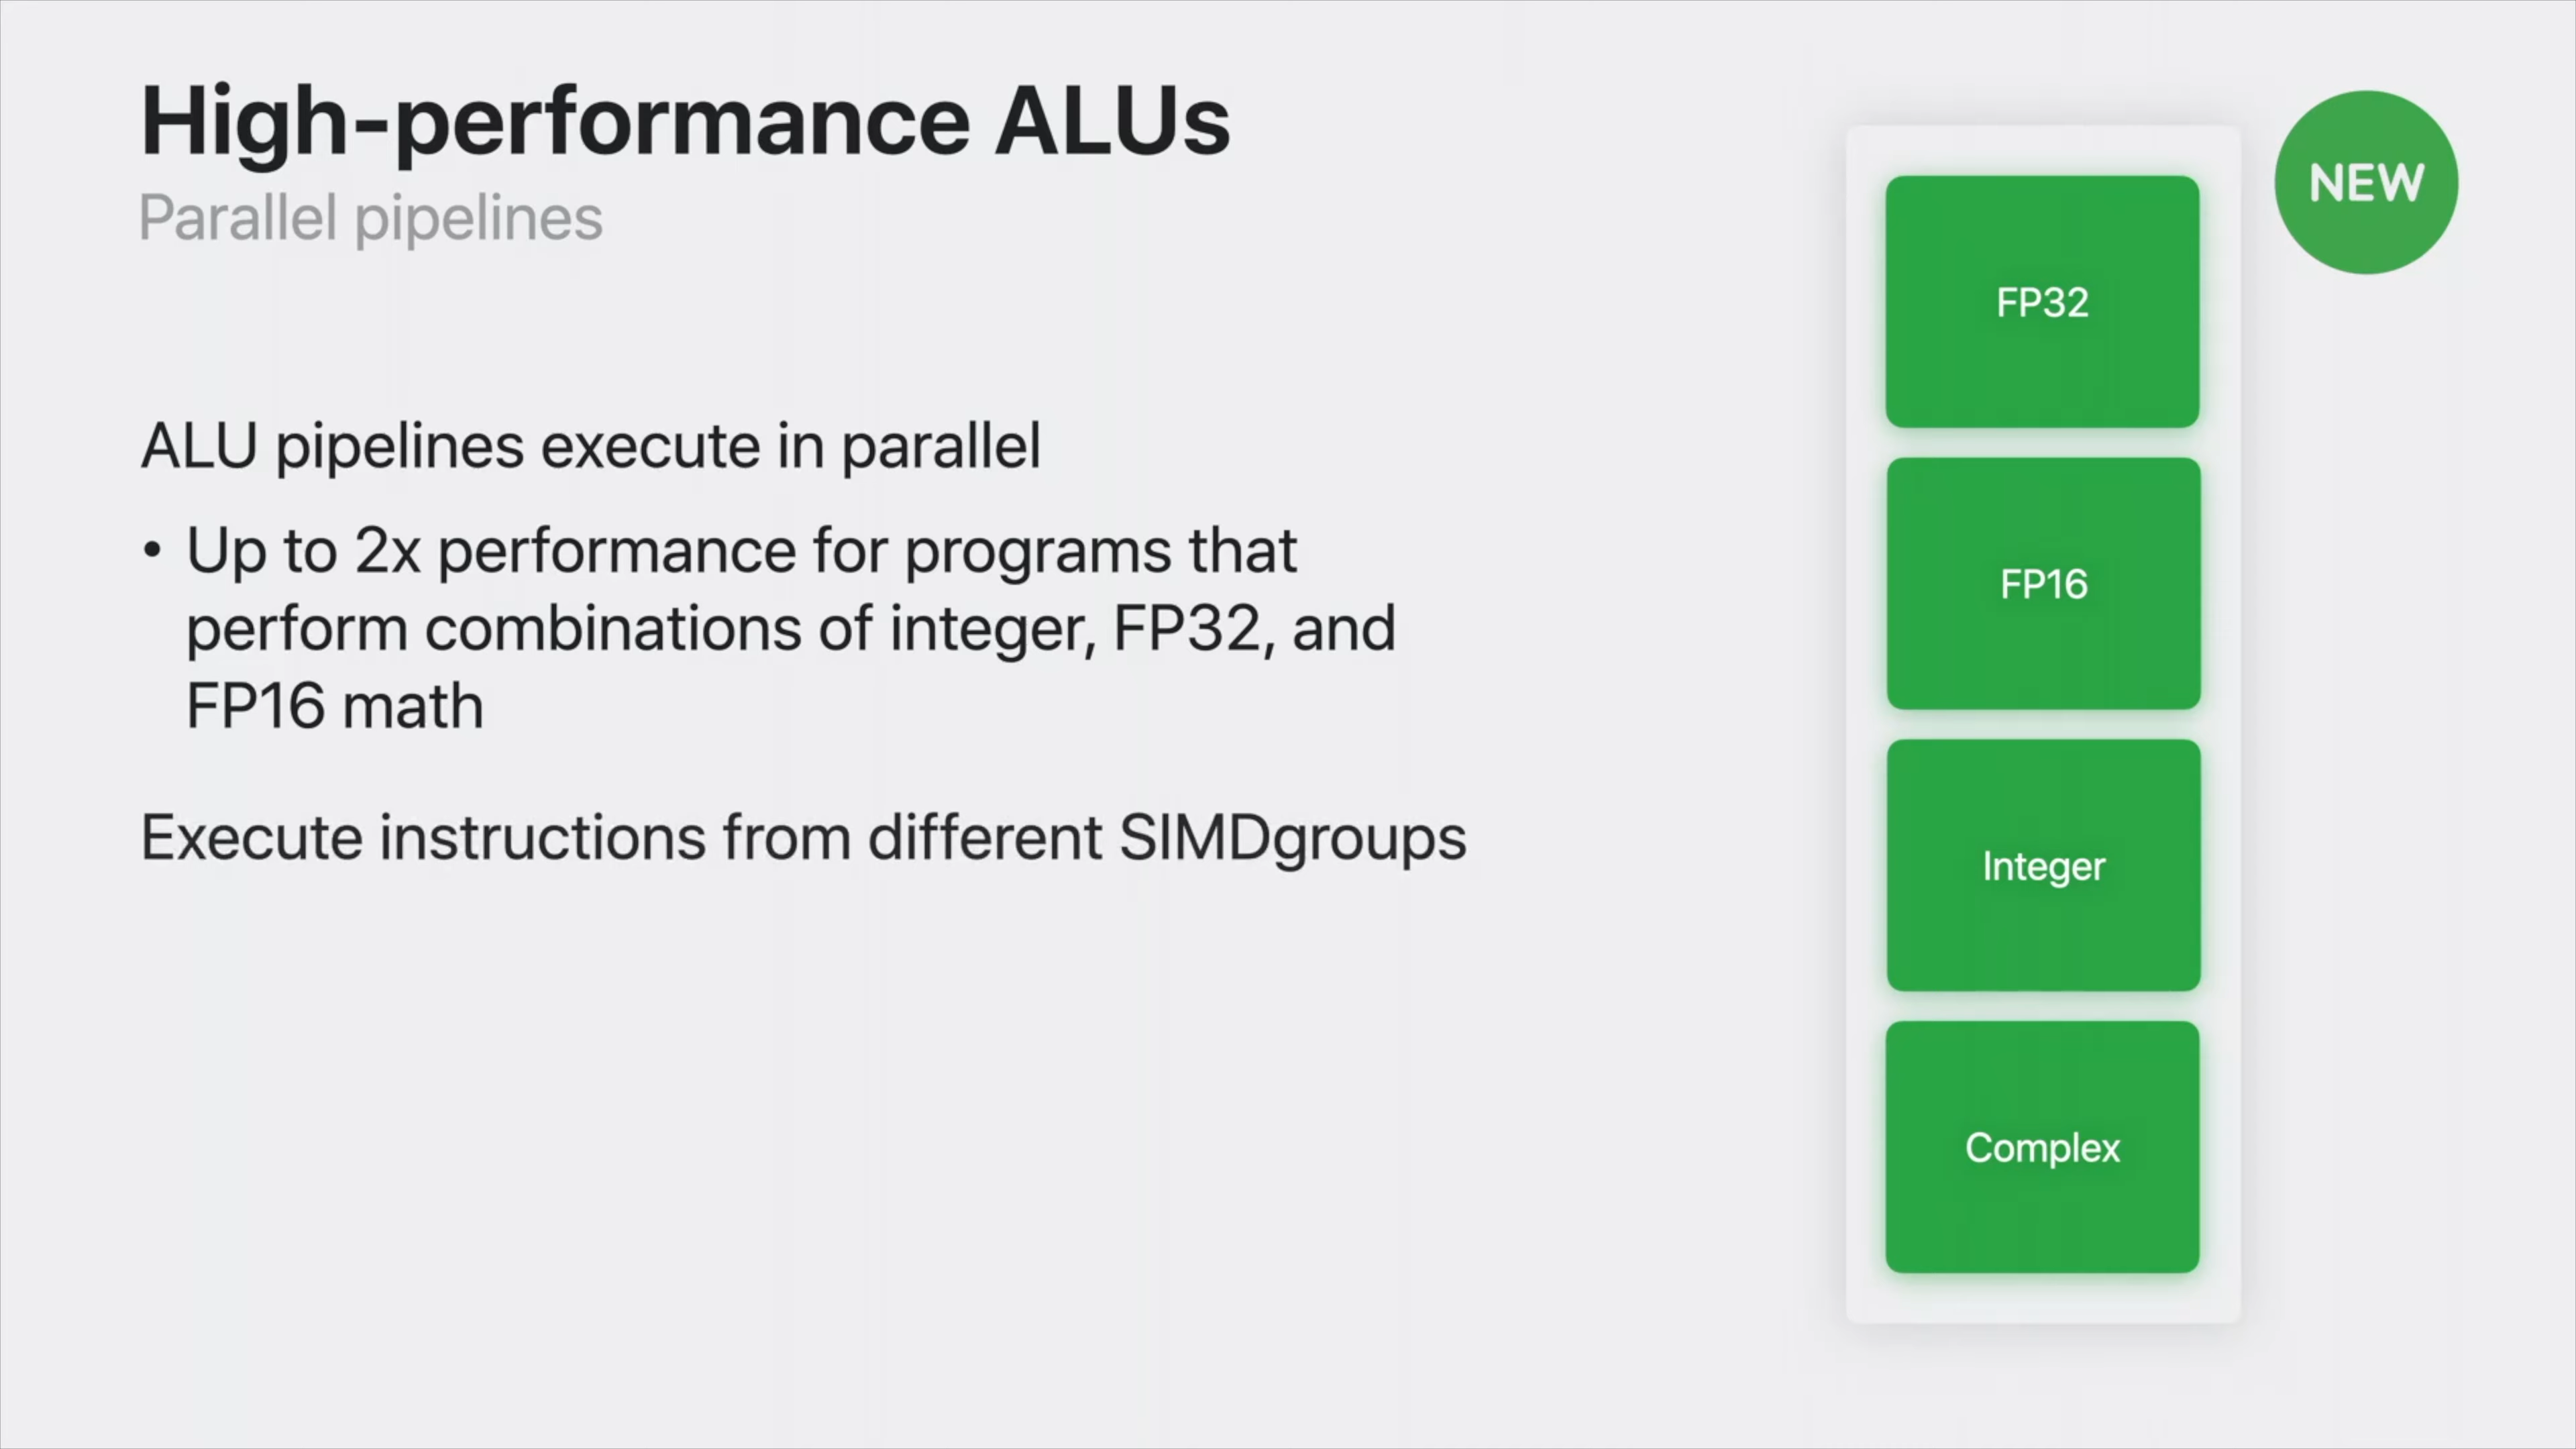 High-performance ALUs
Parallel pipelines
ALU pipelines execute in parallel
• Up to 2x performance for programs that
perform combinations of integer, FP32, and
FP16 math
Execute instructions from different SIMDgroups
NEW
FP32
FP16
Integer
Complex